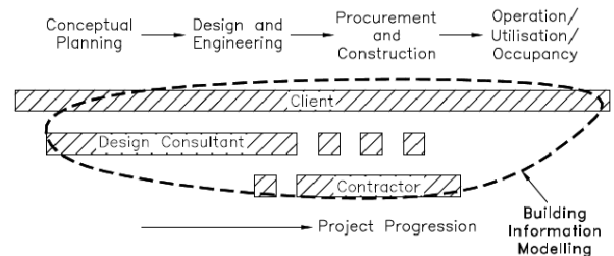 Conceptual
Planning
Design and
Engineering
Procurement
and
Construction
Operation/
Utilisation/
Occupancy
Client
Design Consultant
Contractor
Project Progression
Building
Information
Modelling